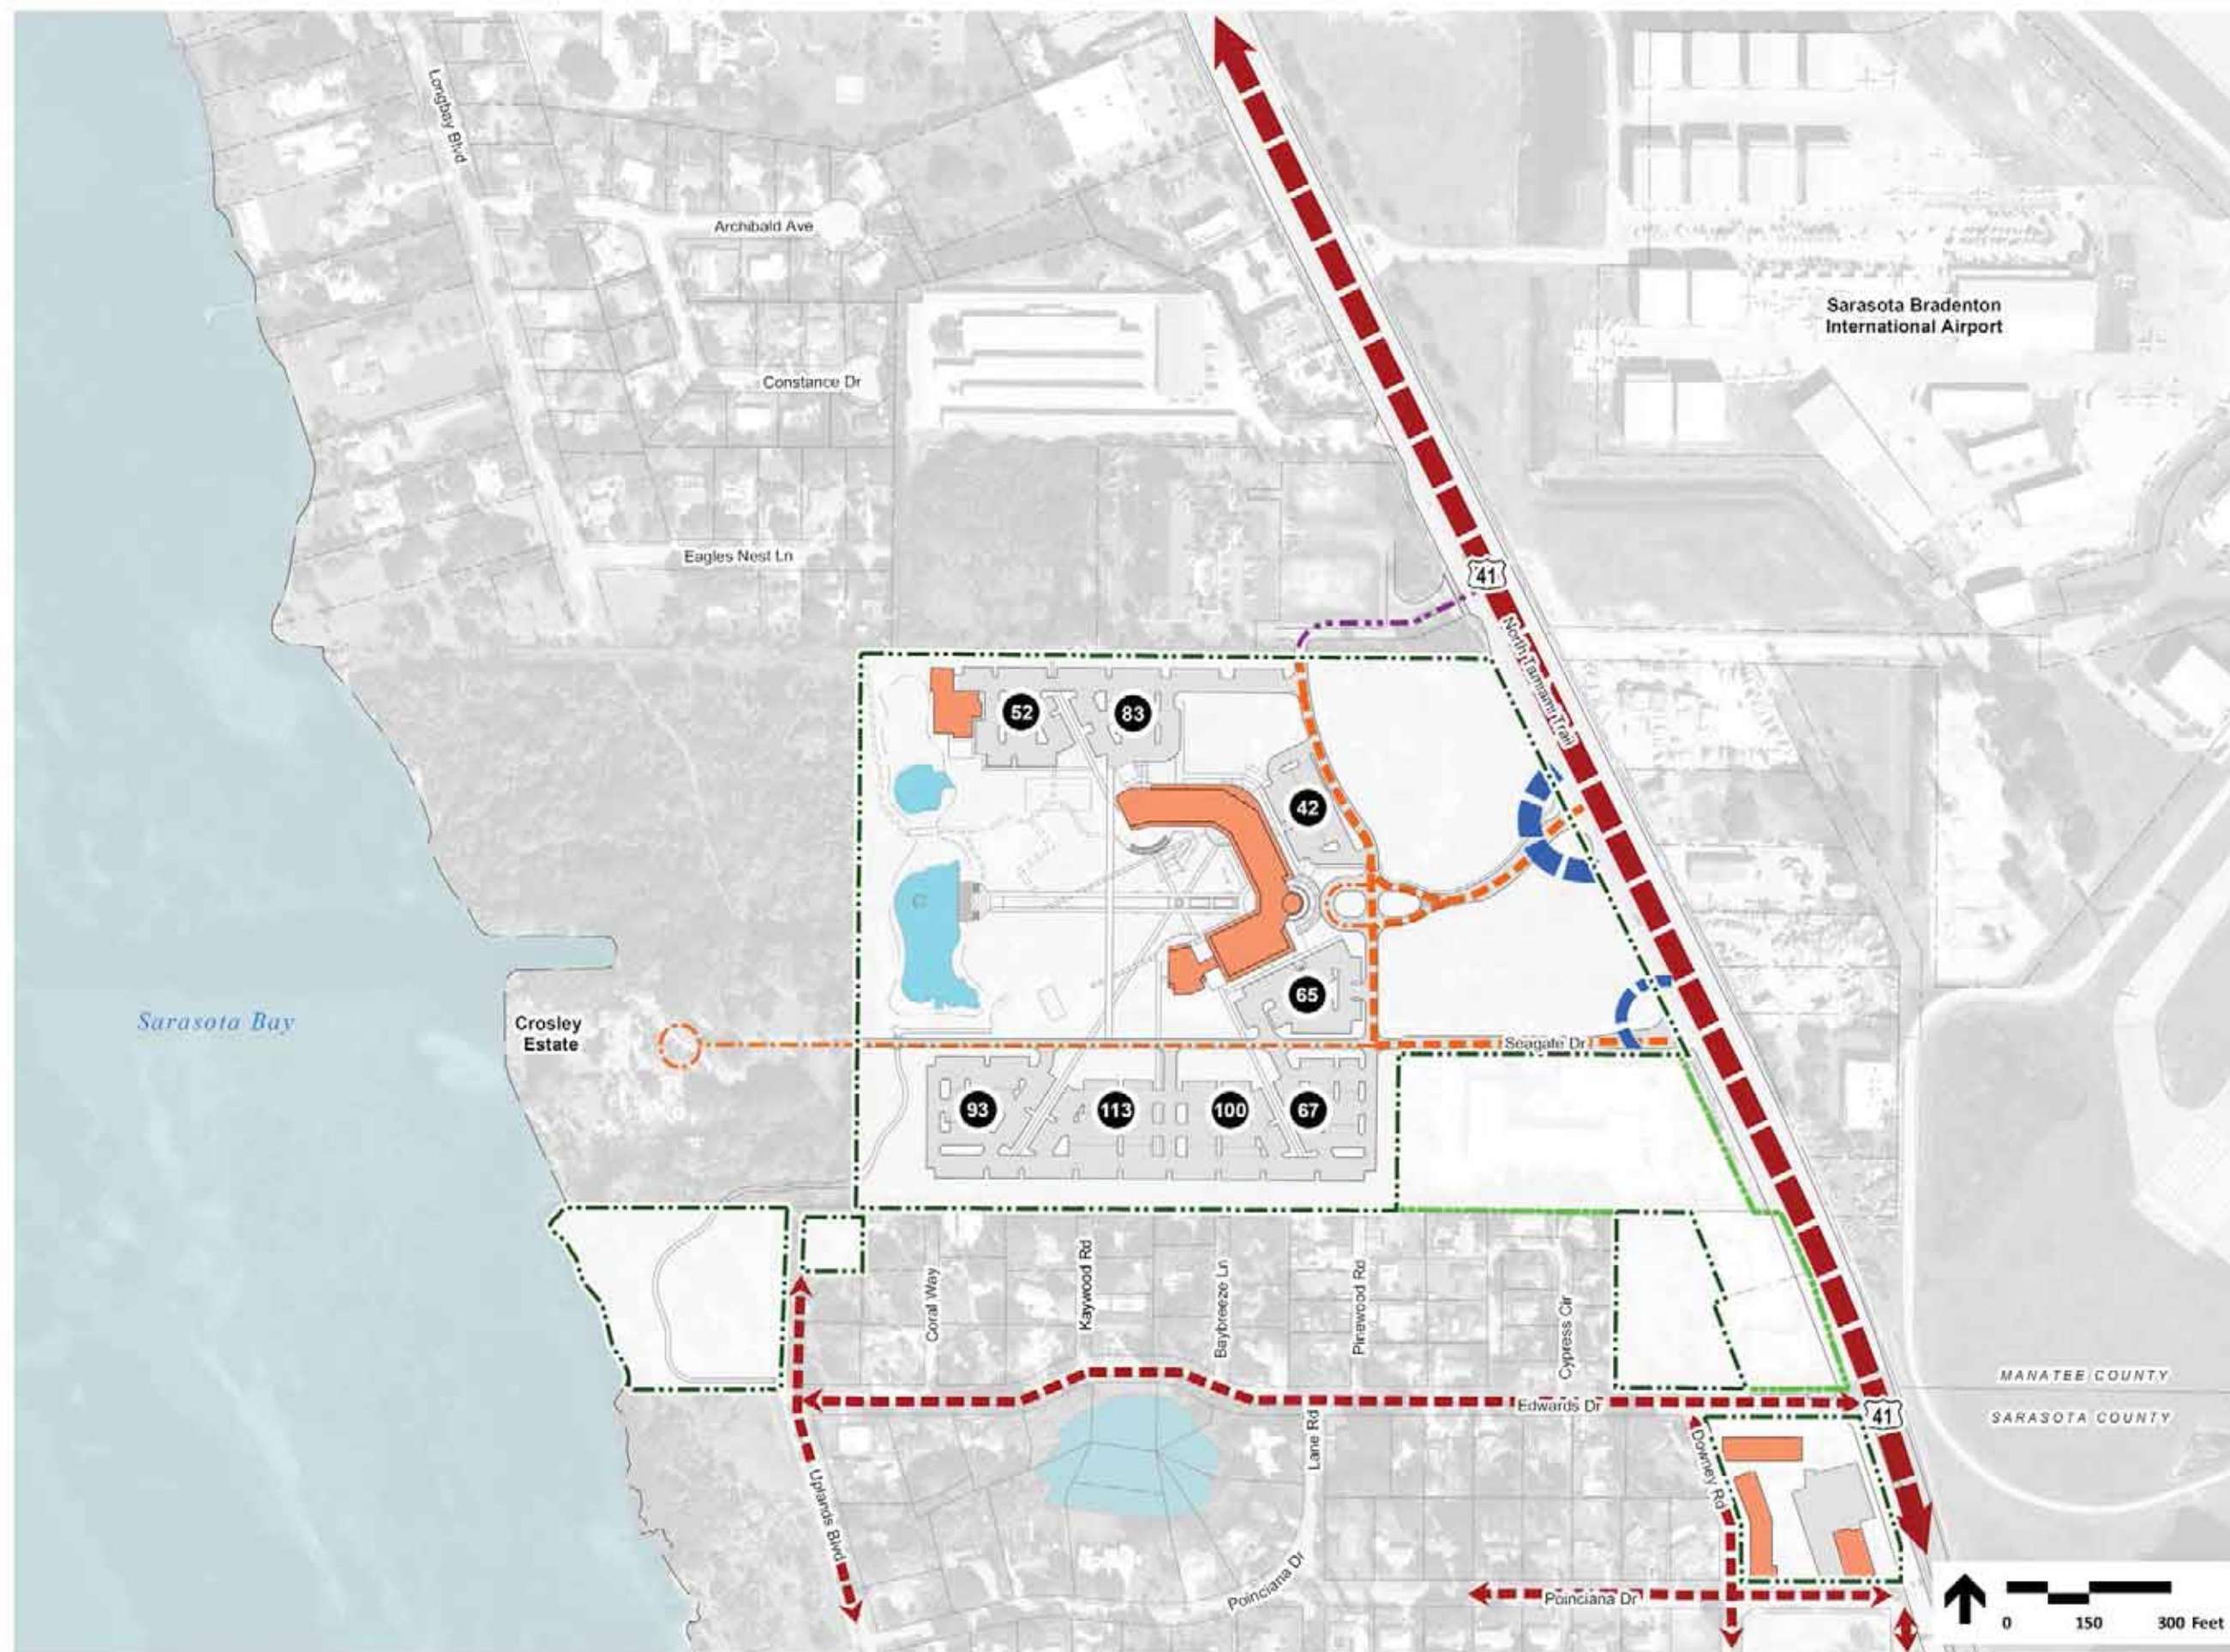 Longbay Blvd
Archibald Ave
Sarasota Bradenton
International Airport
Constance Dr
Eagles Nest Ln
41
North Tamiami Trail
52
83
42
65
Sarasota Bay
Crosley
Estate
Seagate Dr
93
113
100
67
Coral Way
Kaywood Rd
Baybreeze Ln
Pinewood Rd
Cypress Cir
MANATEE COUNTY
SARASOTA COUNTY
Edwards Dr
41
Lane Rd
Downey Rd
Uplands Blvd
Poinciana Dr
Poinciana Dr
0 150 300 Feet